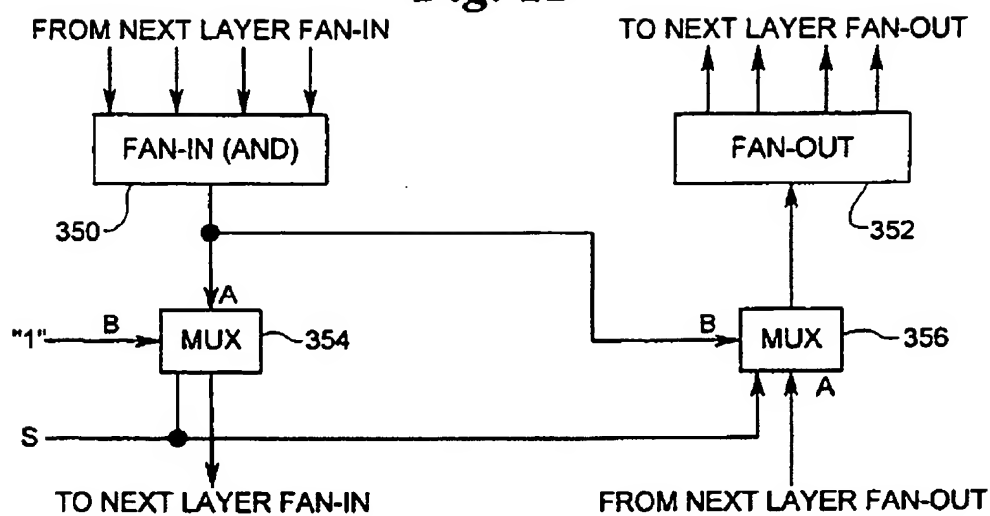 FROM NEXT LAYER FAN-IN
TO NEXT LAYER FAN-OUT
FAN-IN (AND)
FAN-OUT
350
352
A
"1"
B
MUX
354
B
MUX
356
A
S
TO NEXT LAYER FAN-IN
FROM NEXT LAYER FAN-OUT